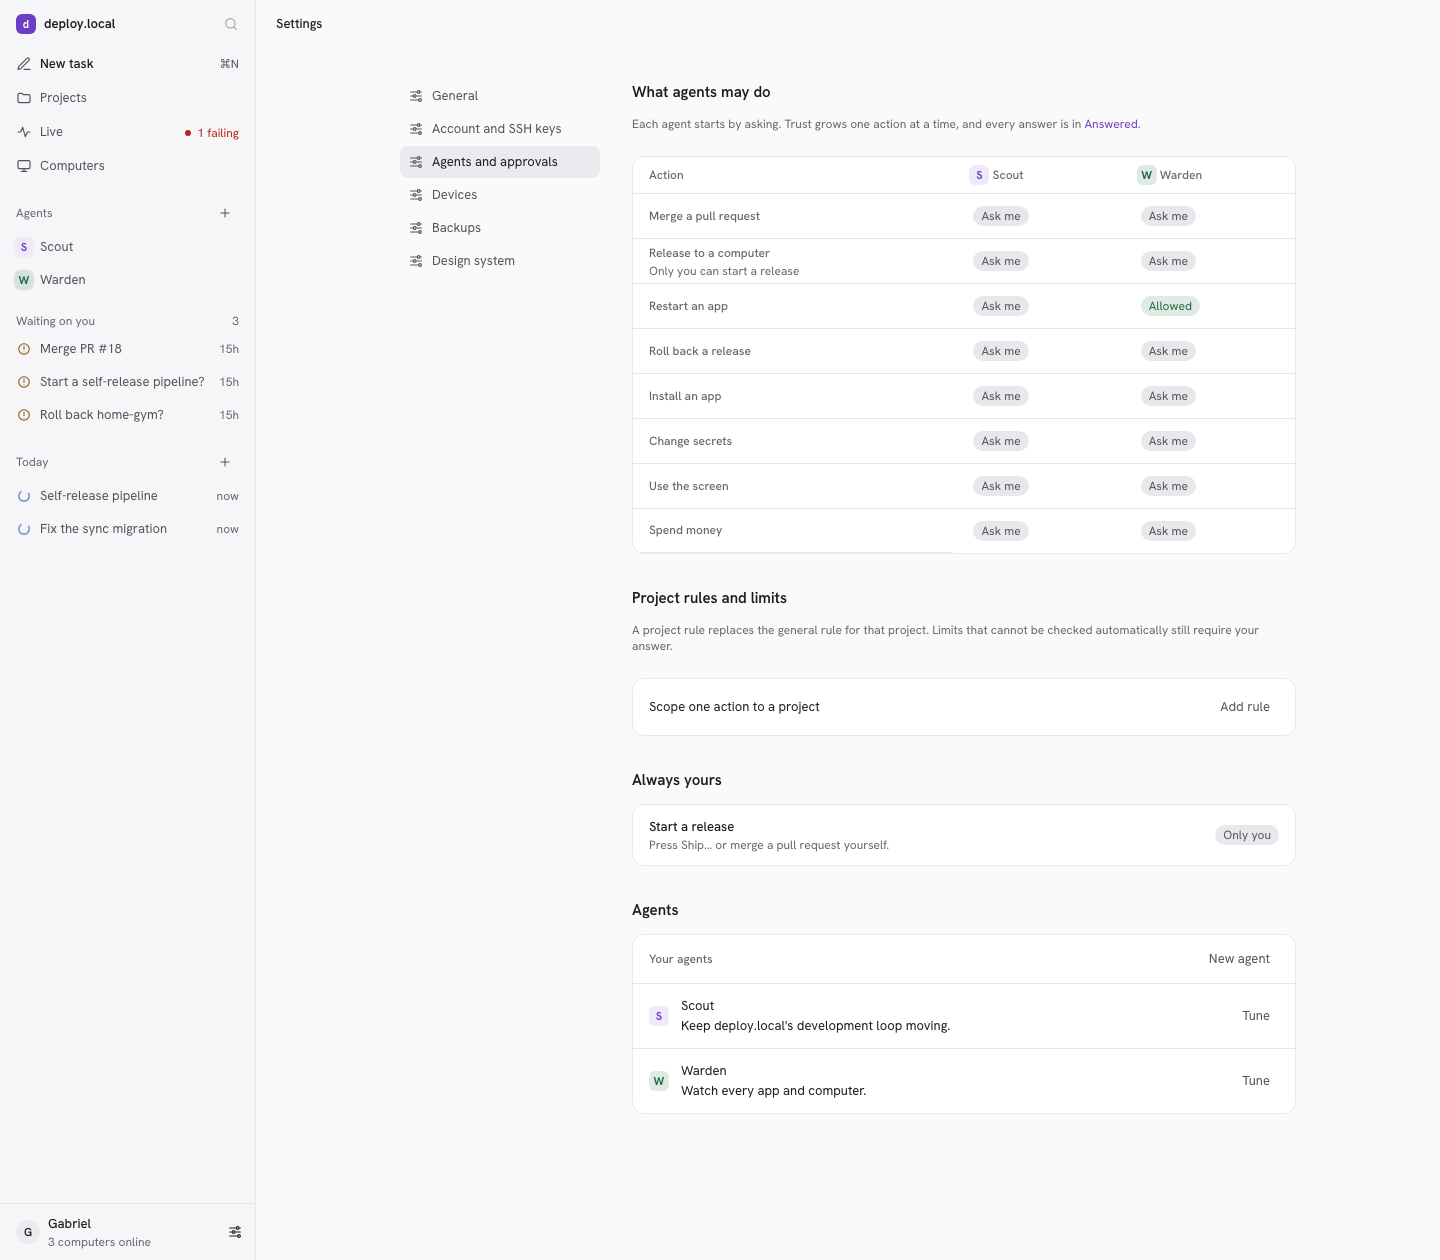 d deploy.local
New task ⌘N
Projects
Live 1 failing
Computers
Agents
S Scout
W Warden
Waiting on you 3
Merge PR #18 15h
Start a self-release pipeline? 15h
Roll back home-gym? 15h
Today
Self-release pipeline now
Fix the sync migration now
G Gabriel
3 computers online
Settings
General
Account and SSH keys
Agents and approvals
Devices
Backups
Design system
What agents may do
Each agent starts by asking. Trust grows one action at a time, and every answer is in Answered.
Action S Scout W Warden
Merge a pull request Ask me Ask me
Release to a computer
Only you can start a release Ask me Ask me
Restart an app Ask me Allowed
Roll back a release Ask me Ask me
Install an app Ask me Ask me
Change secrets Ask me Ask me
Use the screen Ask me Ask me
Spend money Ask me Ask me
Project rules and limits
A project rule replaces the general rule for that project. Limits that cannot be checked automatically still require your
answer.
Scope one action to a project Add rule
Always yours
Start a release
Press Ship... or merge a pull request yourself. Only you
Agents
Your agents New agent
S Scout
Keep deploy.local's development loop moving. Tune
W Warden
Watch every app and computer. Tune